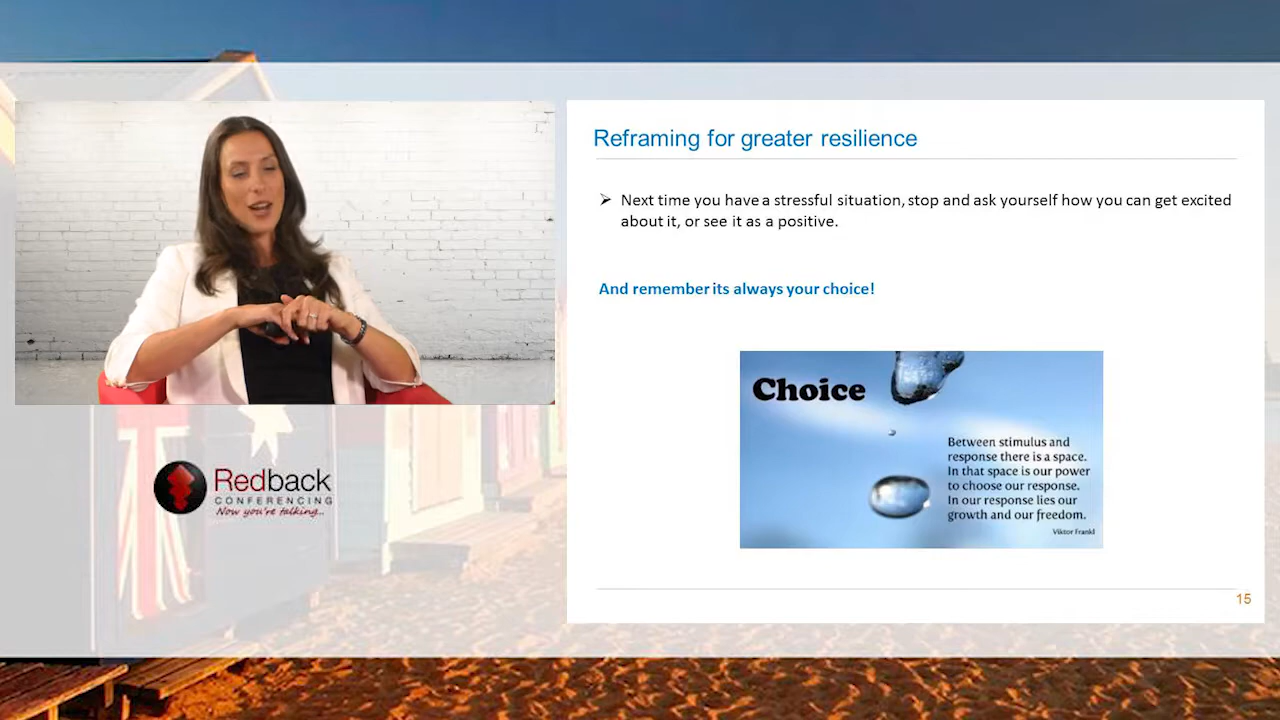 Reframing for greater resilience
➢ Next time you have a stressful situation, stop and ask yourself how you can get excited
about it, or see it as a positive.
And remember its always your choice!
Choice
Between stimulus and
response there is a space.
In that space is our power
to choose our response.
In our response lies our
growth and our freedom.
Viktor Frankl
Redback
CONFERENCING
Now you're talking..
15